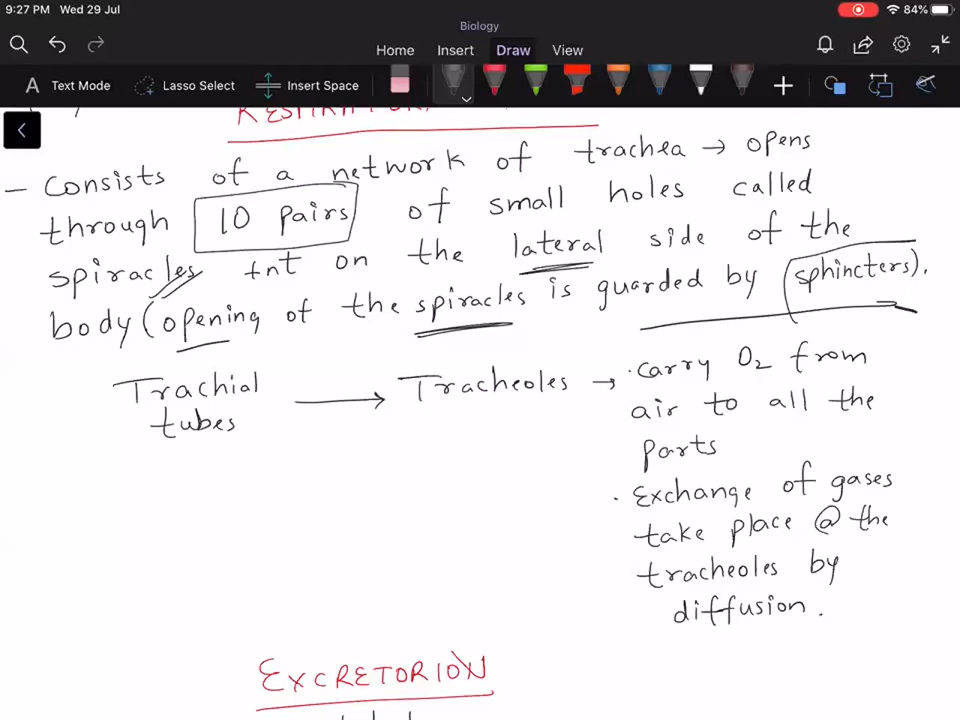 9:27 PM Wed 29 Jul
84%
Biology
Home Insert Draw View
Text Mode Lasso Select Insert Space
- Consists of a network of trachea → opens
through 10 pairs of small holes called
spiracles on the lateral side of the
body (opening of the spiracles is guarded by sphincters).
Trachial tubes → Tracheoles → · carry O2 from
air to all the
parts
· Exchange of gases
take place @ the
tracheoles by
diffusion.
EXCRETORION